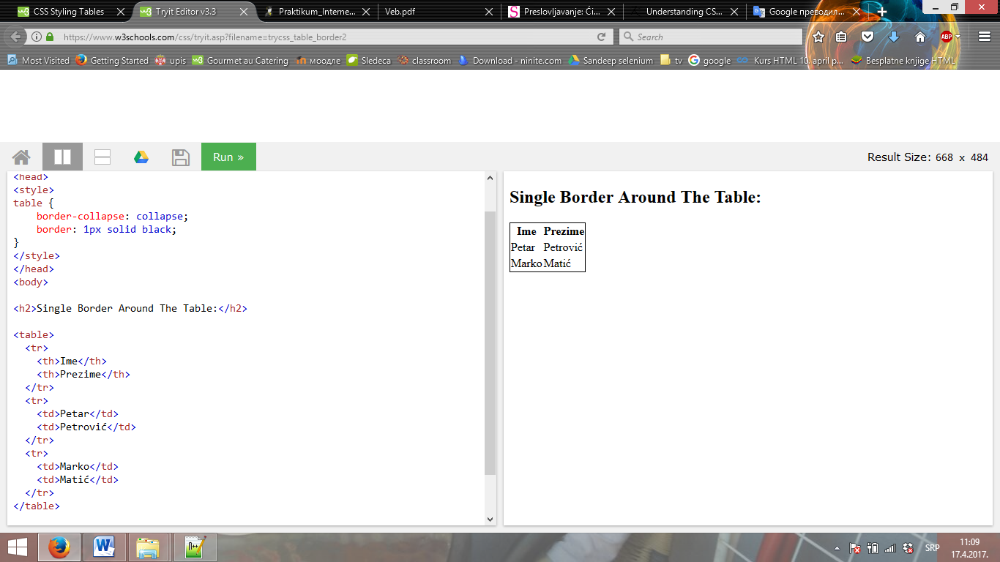 CSS Styling Tables
Tryit Editor v3.3
Praktikum_Interne...
Veb.pdf
Preslovljavanje: Ći...
Understanding CS...
Google преводил...
https://www.w3schools.com/css/tryit.asp?filename=trycss_table_border2
Search
ABP
Most Visited
Getting Started
upis
Gourmet au Catering
моодле
Sledeca
classroom
Download - ninite.com
Sandeep selenium
tv
google
Kurs HTML 10. april p...
Besplatne knjige HTML
Run »
Result Size: 668 x 484
<head>
<style>
table {
    border-collapse: collapse;
    border: 1px solid black;
}
</style>
</head>
<body>
<h2>Single Border Around The Table:</h2>
<table>
  <tr>
    <th>Ime</th>
    <th>Prezime</th>
  </tr>
  <tr>
    <td>Petar</td>
    <td>Petrović</td>
  </tr>
  <tr>
    <td>Marko</td>
    <td>Matić</td>
  </tr>
</table>
Single Border Around The Table:
Ime Prezime
Petar Petrović
Marko Matić
SRP
11:09
17.4.2017.